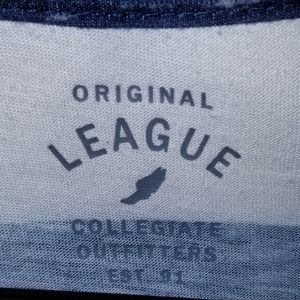 ORIGINAL
LEAGUE
COLLEGIATE
OUTFITTERS
EST. 91